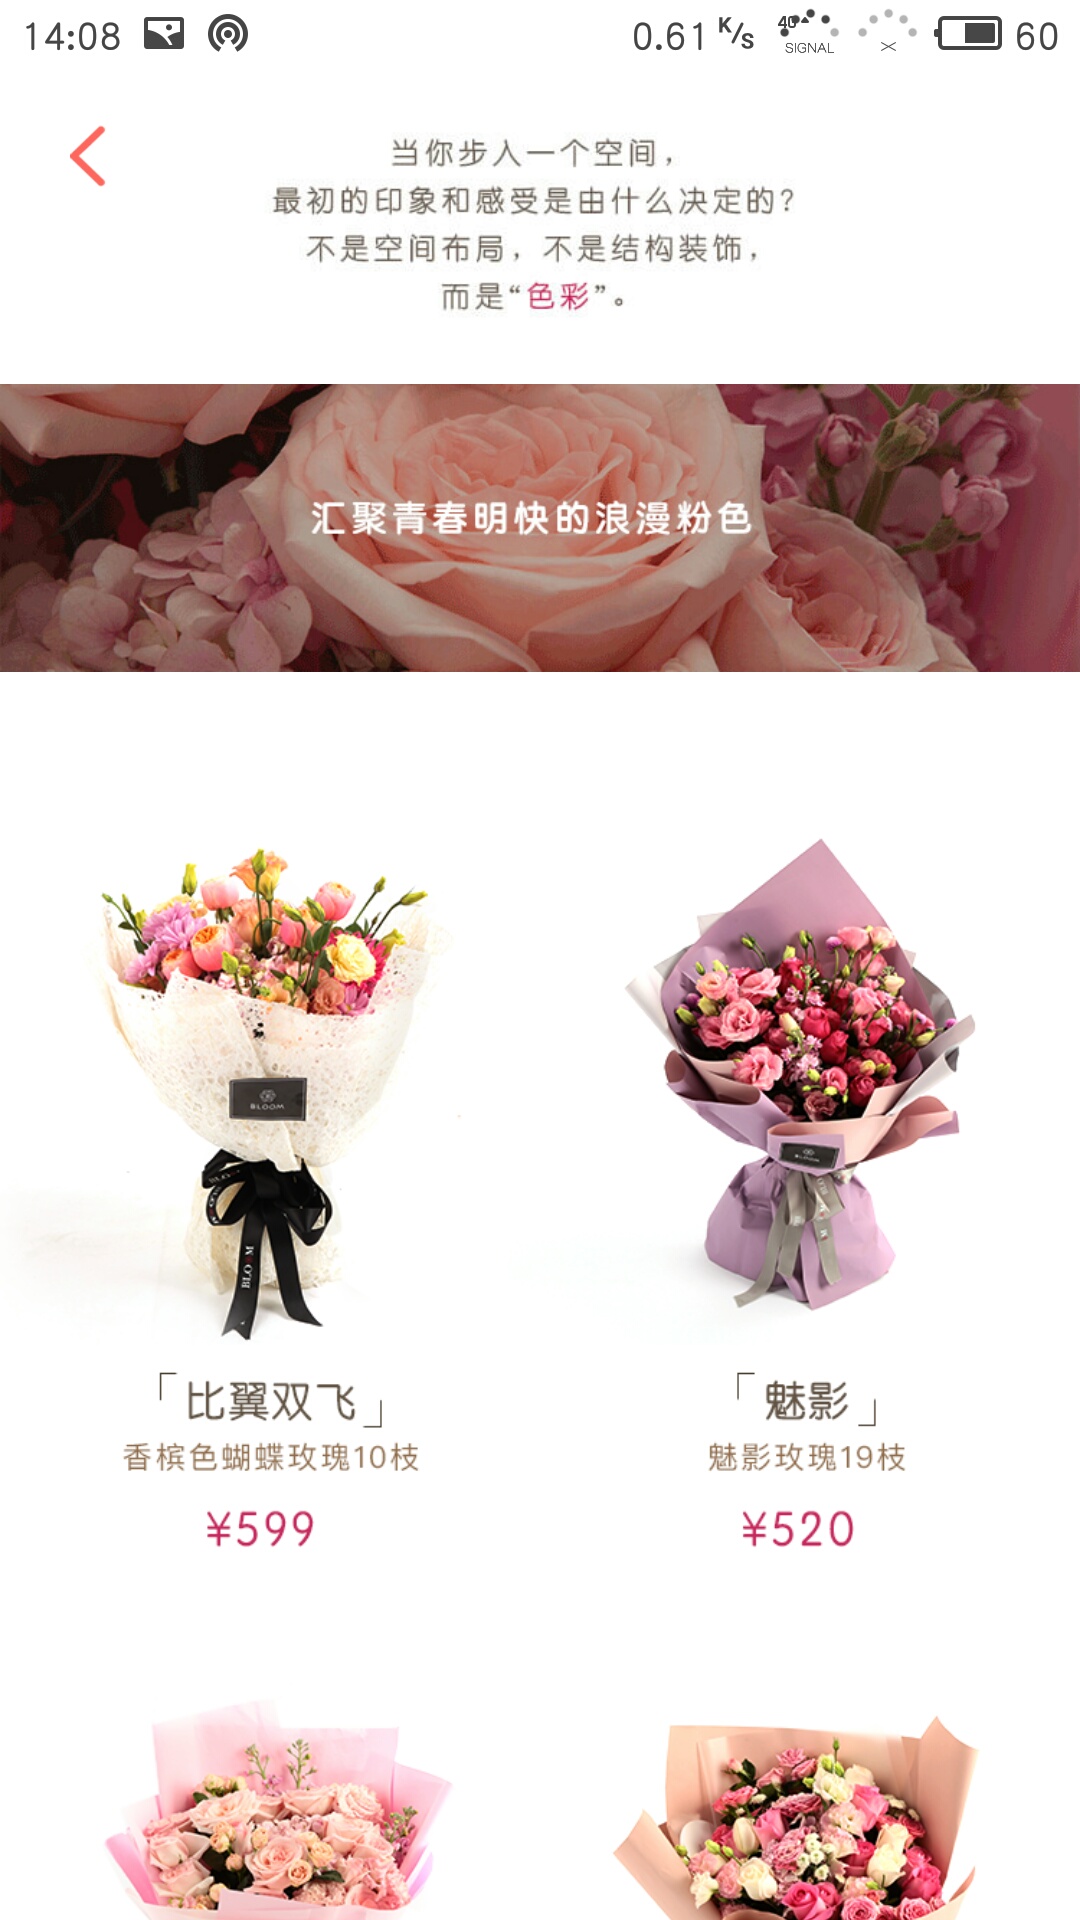 14:08
0.61 K/s
4G
SIGNAL
60
当你步入一个空间，
最初的印象和感受是由什么决定的？
不是空间布局，不是结构装饰，
而是“色彩”。
汇聚青春明快的浪漫粉色
BLOOM
BLOOM
BLOOM
「比翼双飞」
香槟色蝴蝶玫瑰10枝
¥599
「魅影」
魅影玫瑰19枝
¥520